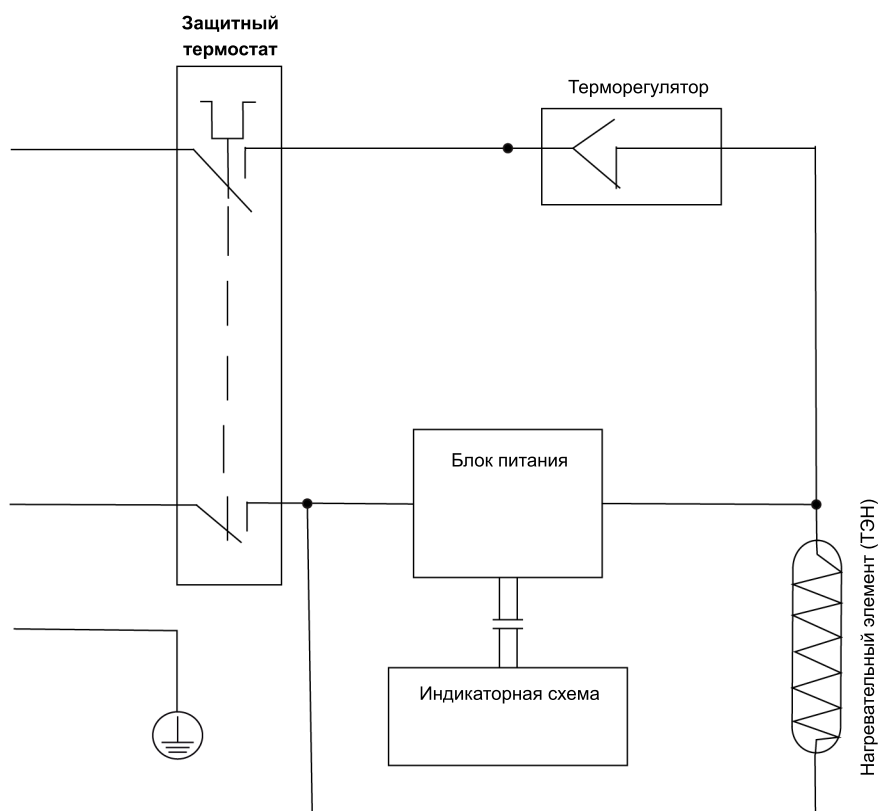 Защитный
термостат
Терморегулятор
Блок питания
Индикаторная схема
Нагревательный элемент (ТЭН)